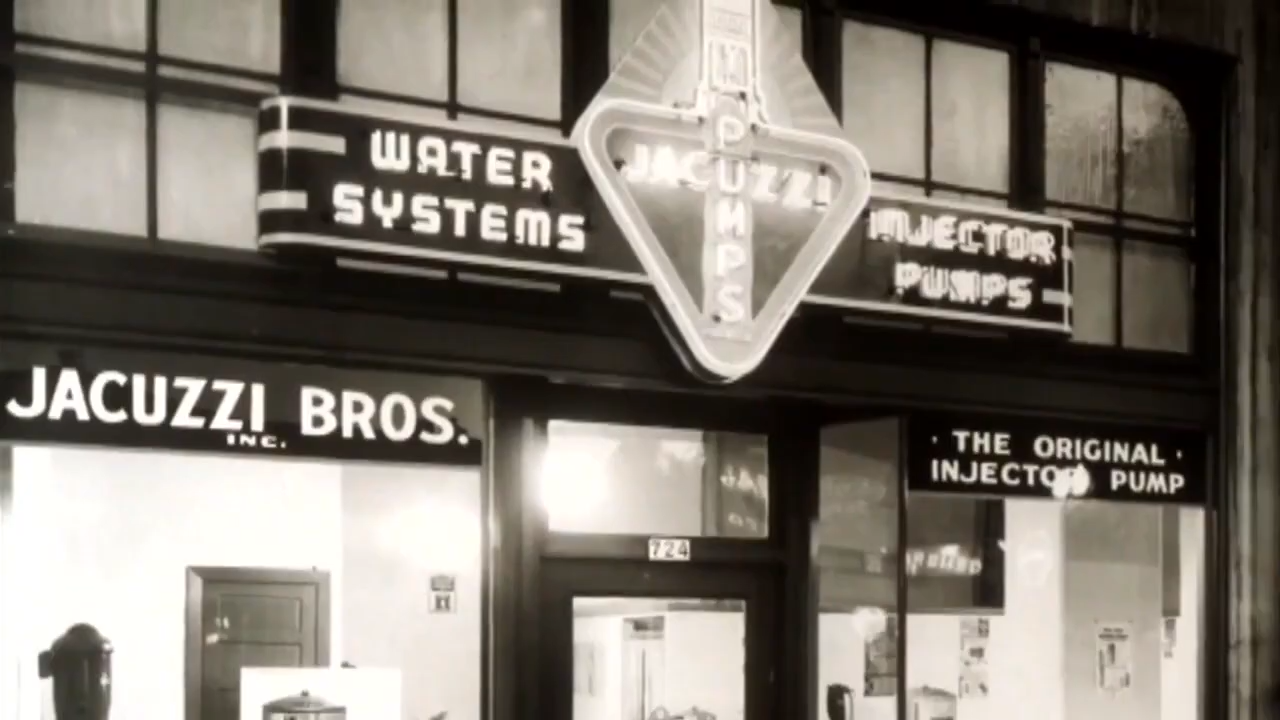 WATER
SYSTEMS
JACUZZI
PUMPS
INJECTOR
PUMPS
JACUZZI BROS.
INC.
· THE ORIGINAL ·
INJECTOR PUMP
724